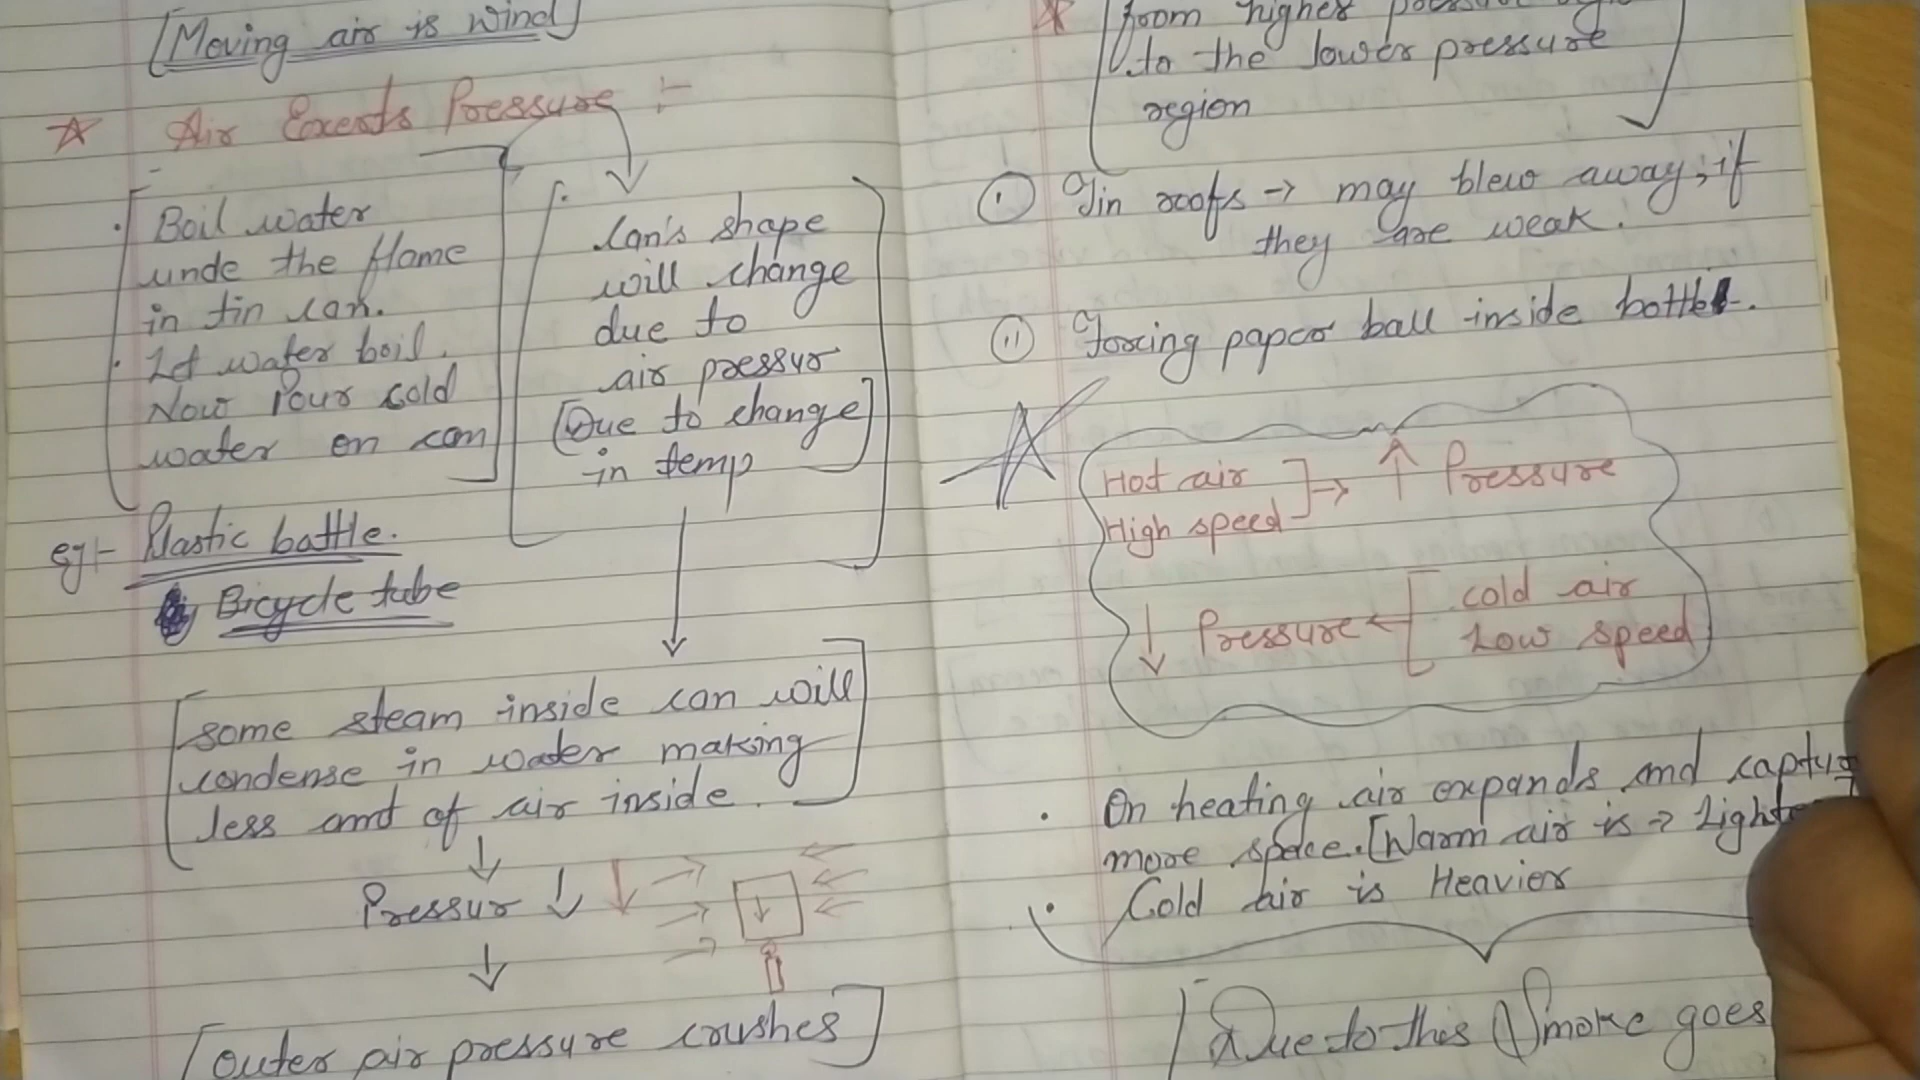 [Moving air is wind]
☆ Air Exerts Pressure :-
. Boil water
unde the flame
in tin can.
. Let water boil.
Now Pour cold
water on can
can's shape
will change
due to
air pressur
[Due to change]
in temp
eg:- Plastic bottle.
Bicycle tube
[some steam inside can will
condense in water making
less amt of air inside.]
↓
Pressur ↓ ↓
↓
[outer air pressure crushes]
from higher
to the lower pressure
region
(i) Tin roofs → may blew away, if
they are weak.
(ii) Forcing paper ball inside bottle.
Hot air
High speed ] → ↑ Pressure
↓ Pressure ← [ cold air
Low speed
. On heating air expands and
more space. [Warm air is →
. Cold air is Heavier
[Due to this Smoke goes